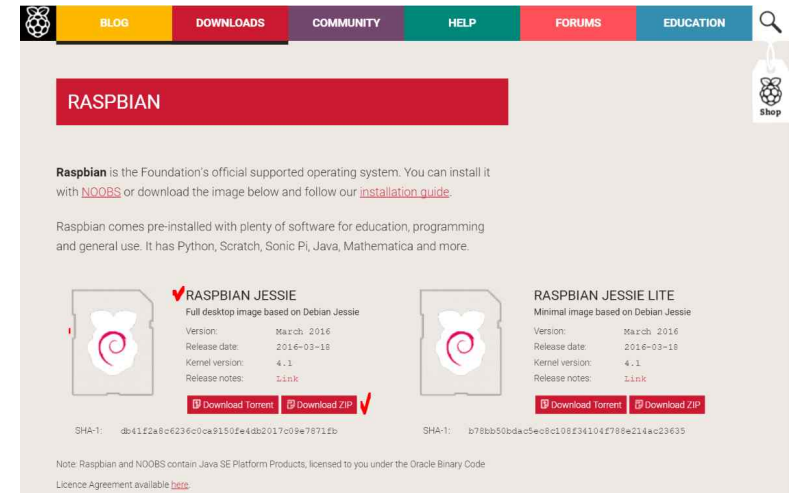 BLOG DOWNLOADS COMMUNITY HELP FORUMS EDUCATION
Shop
RASPBIAN
Raspbian is the Foundation's official supported operating system. You can install it
with NOOBS or download the image below and follow our installation guide.
Raspbian comes pre-installed with plenty of software for education, programming
and general use. It has Python, Scratch, Sonic Pi, Java, Mathematica and more.
RASPBIAN JESSIE
Full desktop image based on Debian Jessie
Version: March 2016
Release date: 2016-03-18
Kernel version: 4.1
Release notes: Link
Download Torrent Download ZIP
SHA-1: db41f2a8c6236c0ca9150fe4db2017c09e7871fb
RASPBIAN JESSIE LITE
Minimal image based on Debian Jessie
Version: March 2016
Release date: 2016-03-18
Kernel version: 4.1
Release notes: Link
Download Torrent Download ZIP
SHA-1: b78bb50bdac5ec8c108f34104f788e214ac23635
Note: Raspbian and NOOBS contain Java SE Platform Products, licensed to you under the Oracle Binary Code
Licence Agreement available here.